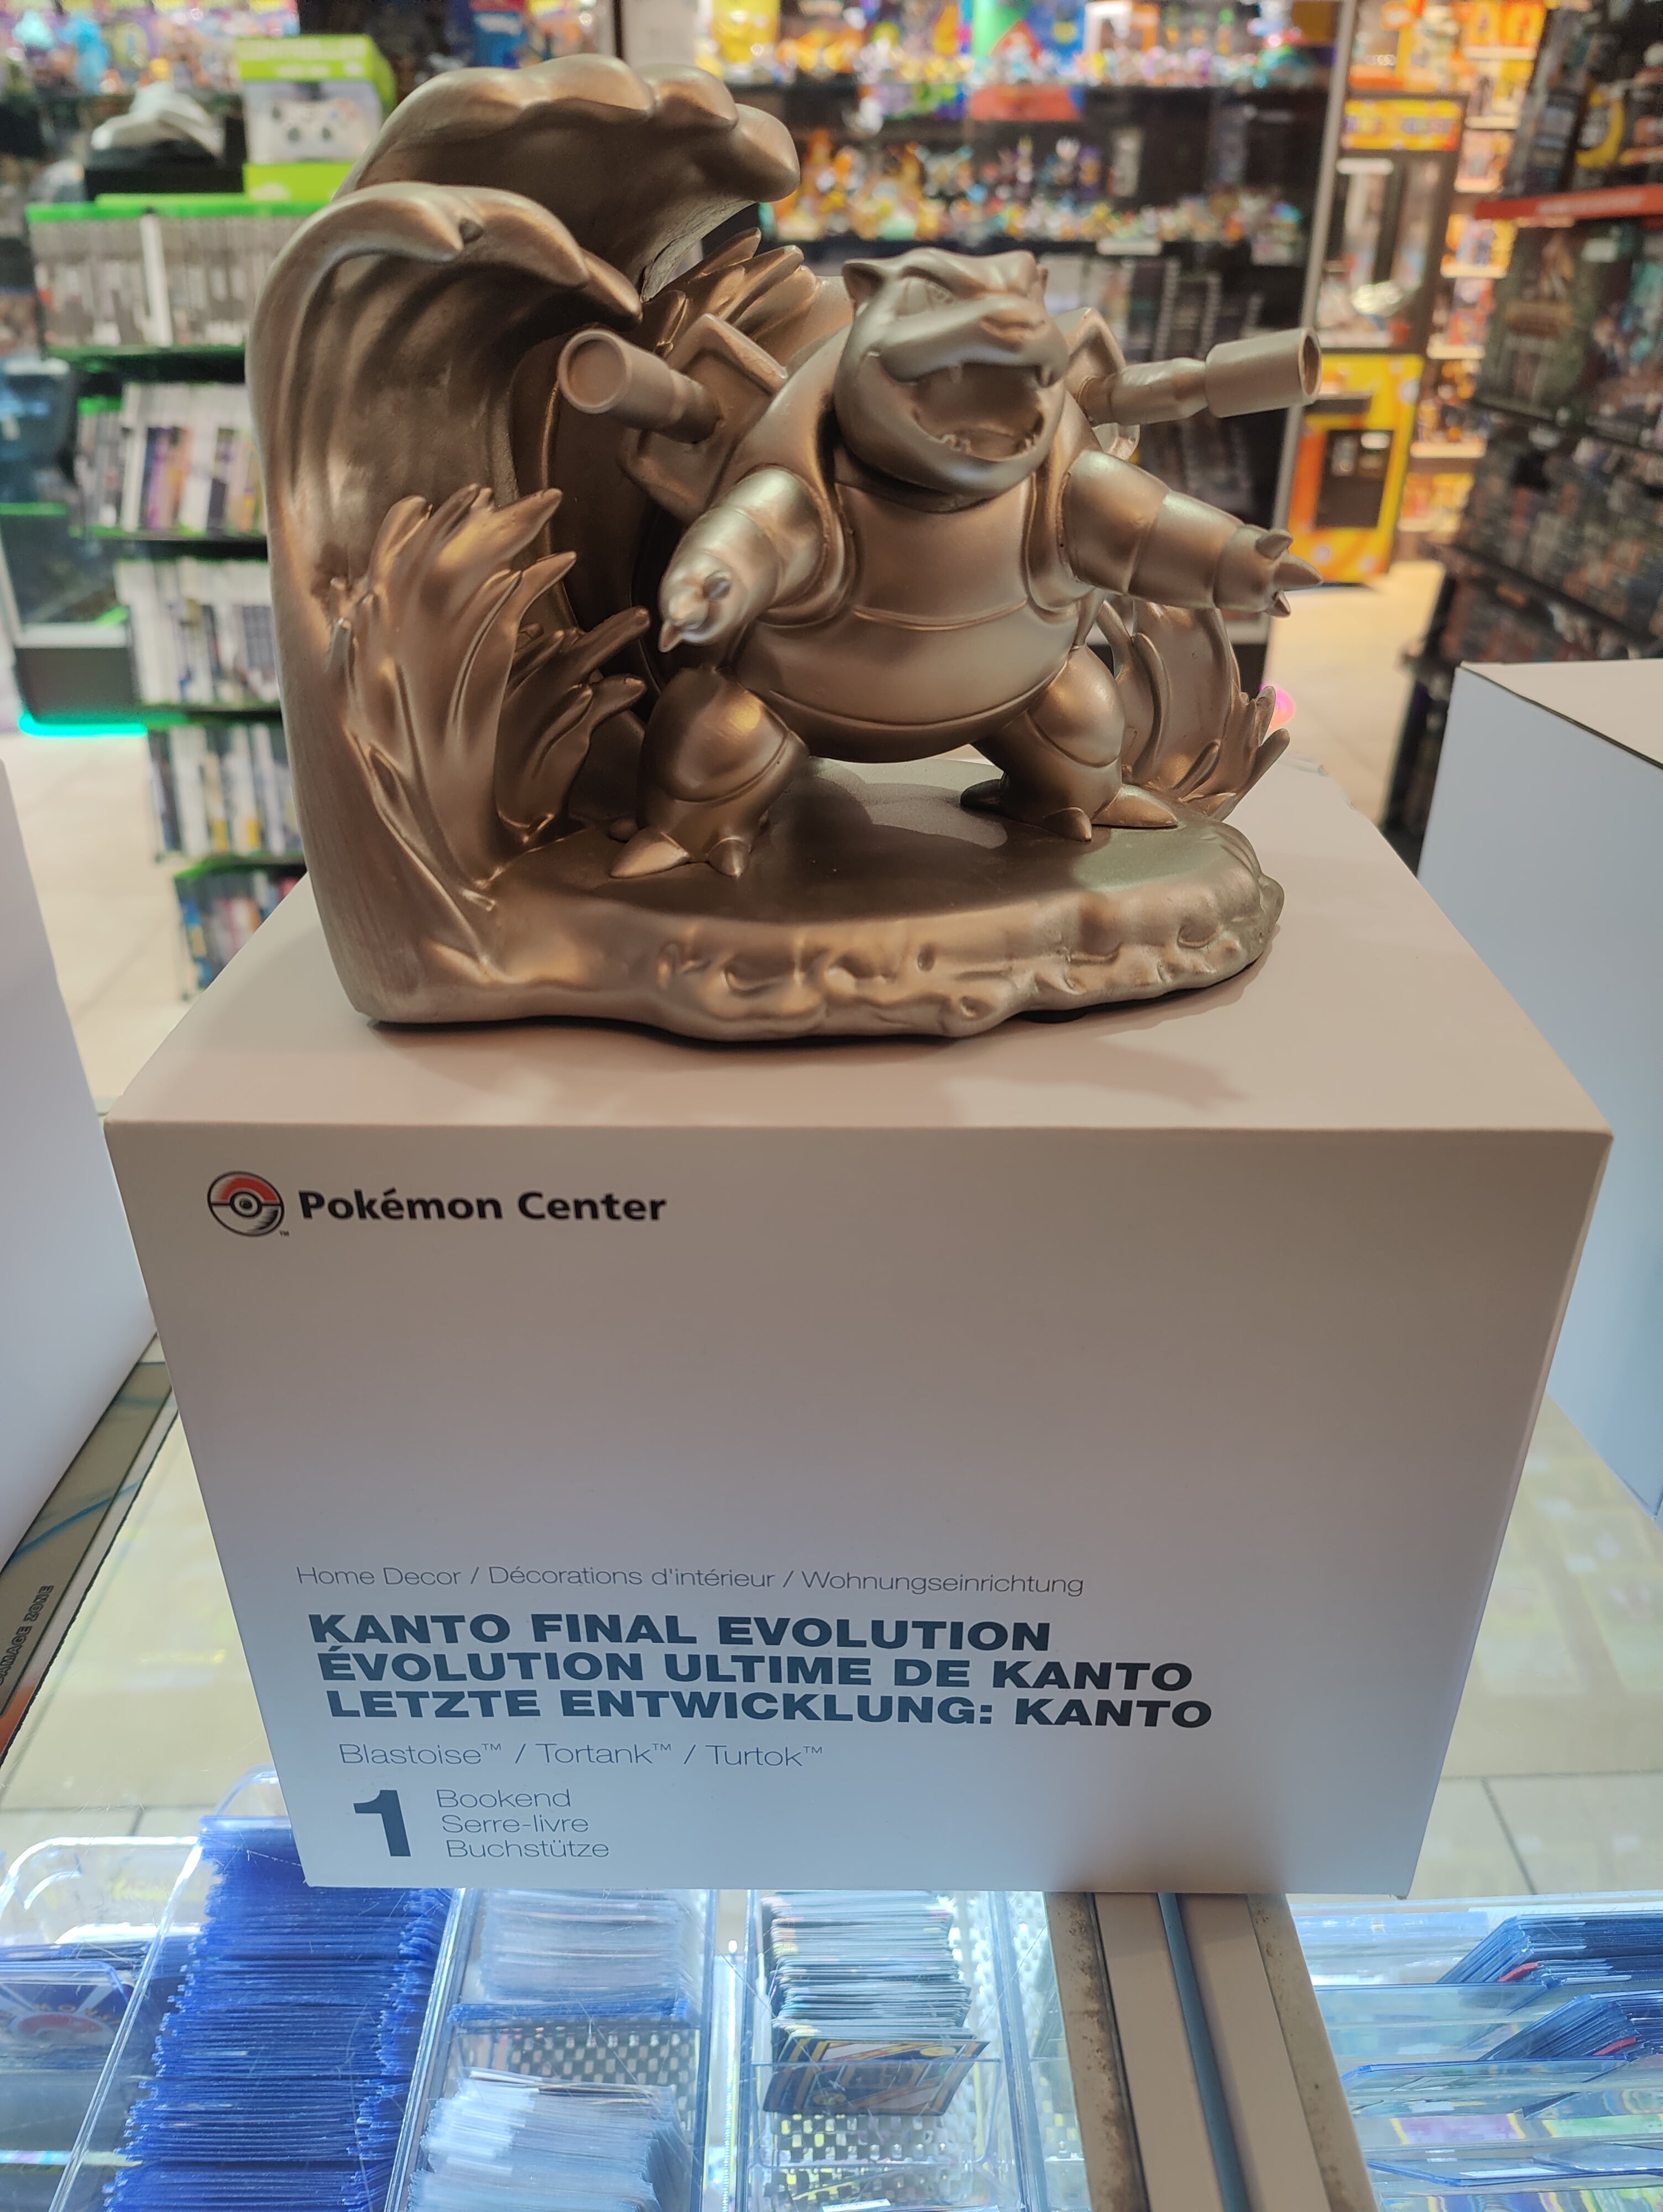 Pokémon Center
Home Decor / Décorations d'intérieur / Wohnungseinrichtung
KANTO FINAL EVOLUTION
ÉVOLUTION ULTIME DE KANTO
LETZTE ENTWICKLUNG: KANTO
Blastoise™ / Tortank™ / Turtok™
1 Bookend
Serre-livre
Buchstütze
ZONE